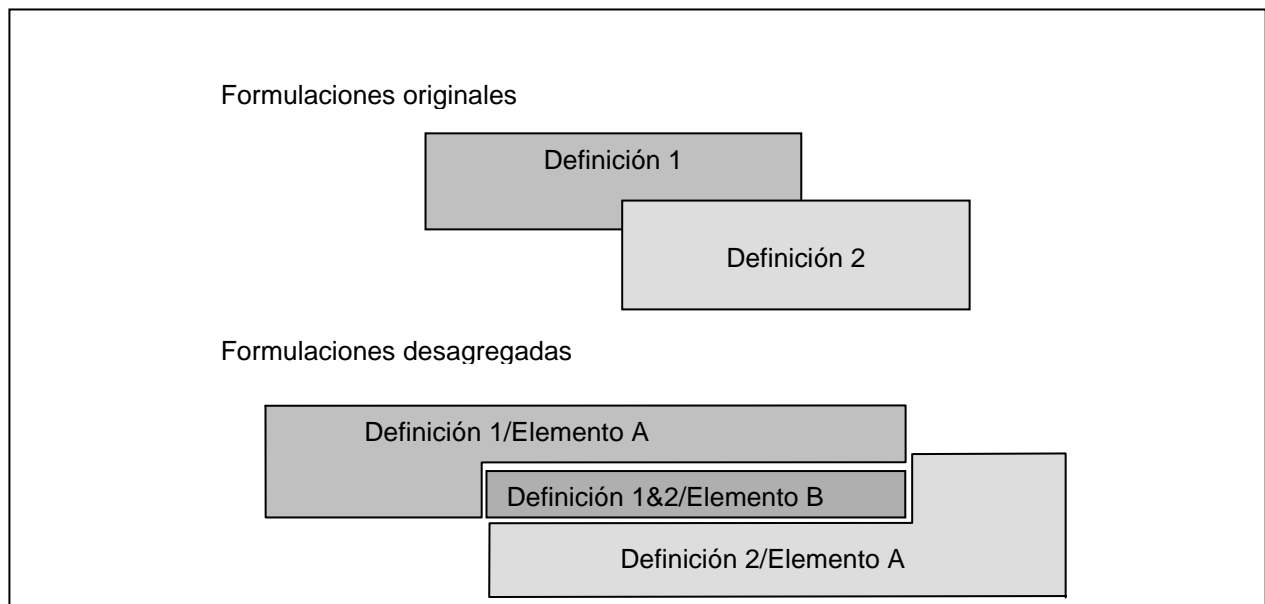 Formulaciones originales
Definición 1
Definición 2
Formulaciones desagregadas
Definición 1/Elemento A
Definición 1&2/Elemento B
Definición 2/Elemento A